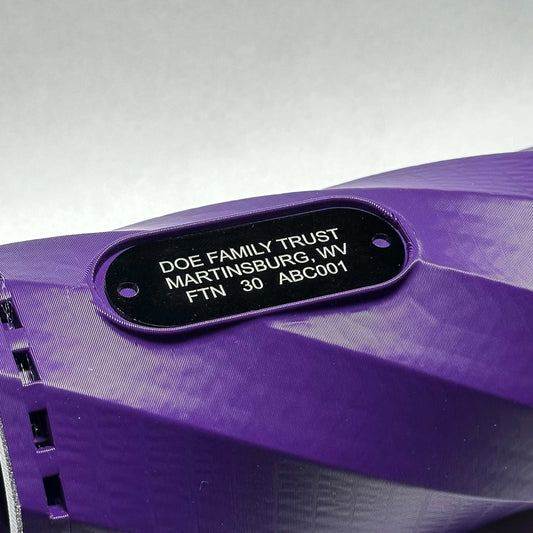 DOE FAMILY TRUST
MARTINSBURG, WV
FTN 30 ABC001